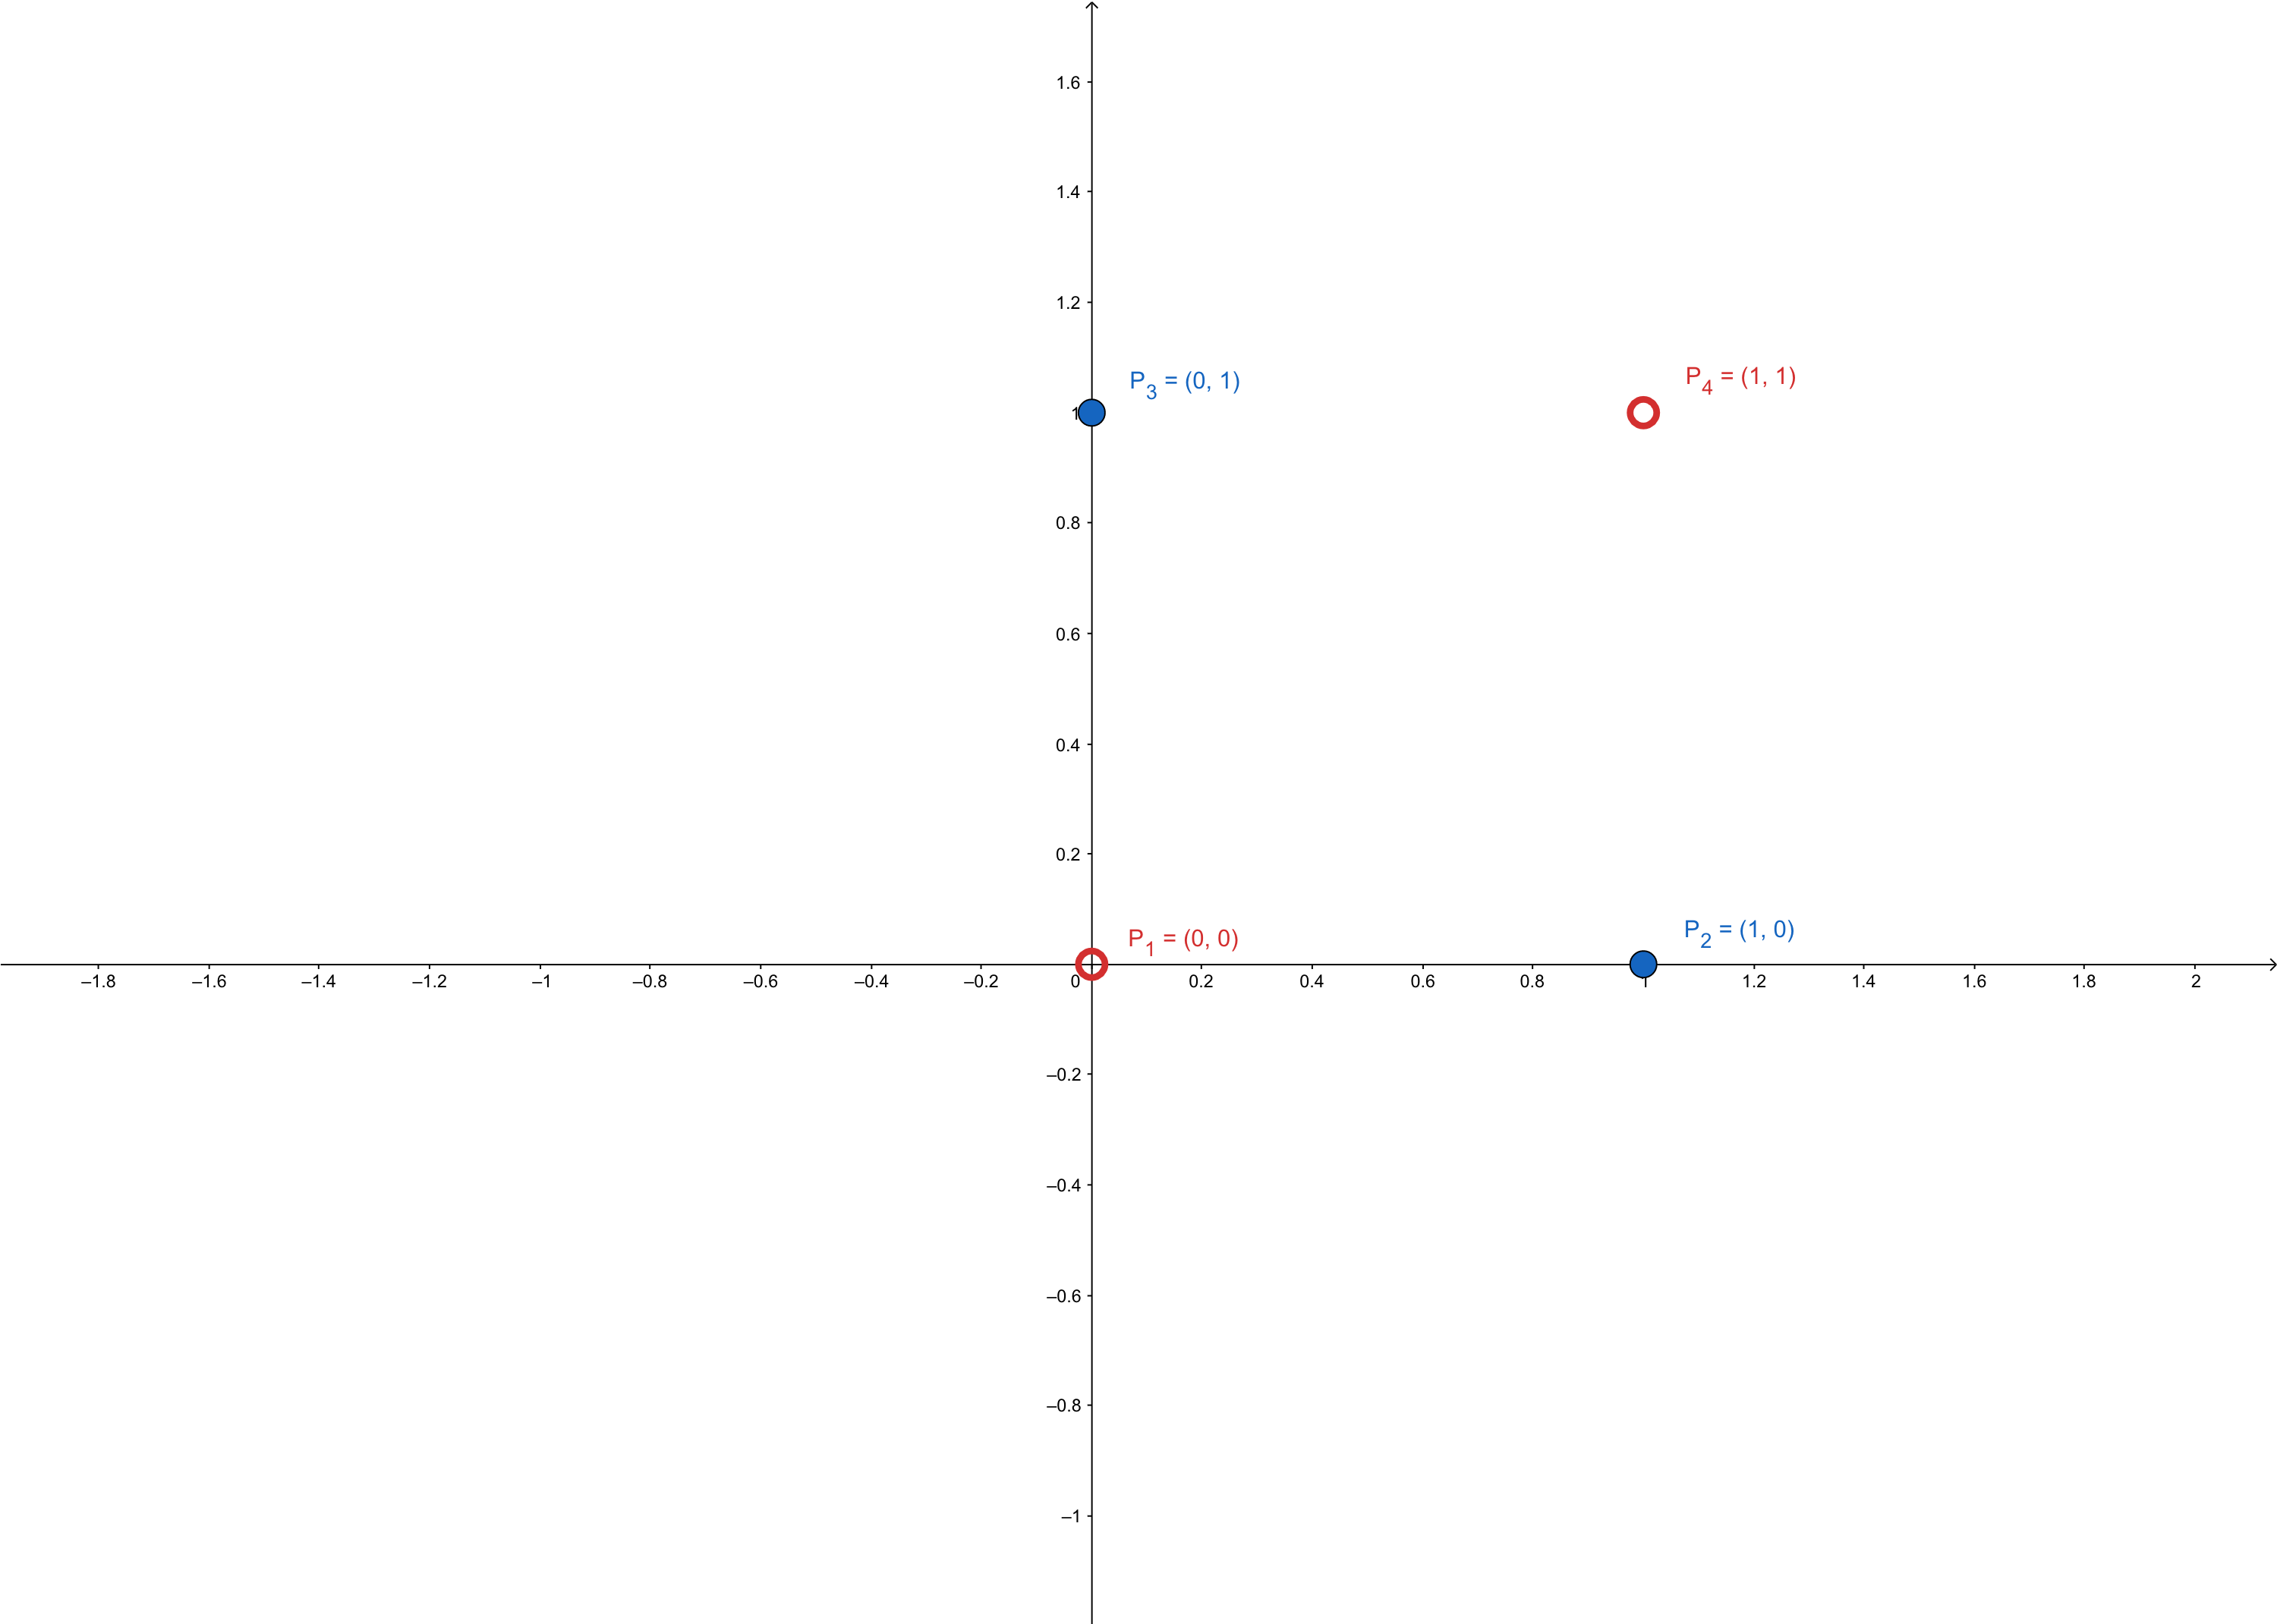 1.6
1.4
1.2
P3 = (0, 1)
P4 = (1, 1)
1
0.8
0.6
0.4
0.2
P1 = (0, 0)
P2 = (1, 0)
–1.8 –1.6 –1.4 –1.2 –1 –0.8 –0.6 –0.4 –0.2 0 0.2 0.4 0.6 0.8 1 1.2 1.4 1.6 1.8 2
–0.2
–0.4
–0.6
–0.8
–1